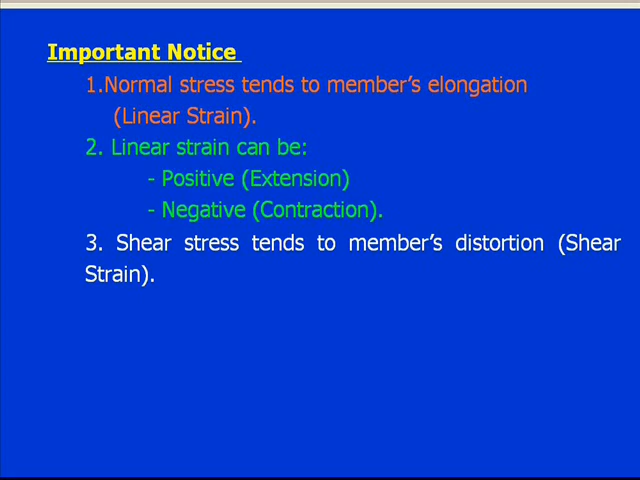 Important Notice
1.Normal stress tends to member's elongation
(Linear Strain).
2. Linear strain can be:
- Positive (Extension)
- Negative (Contraction).
3. Shear stress tends to member's distortion (Shear
Strain).